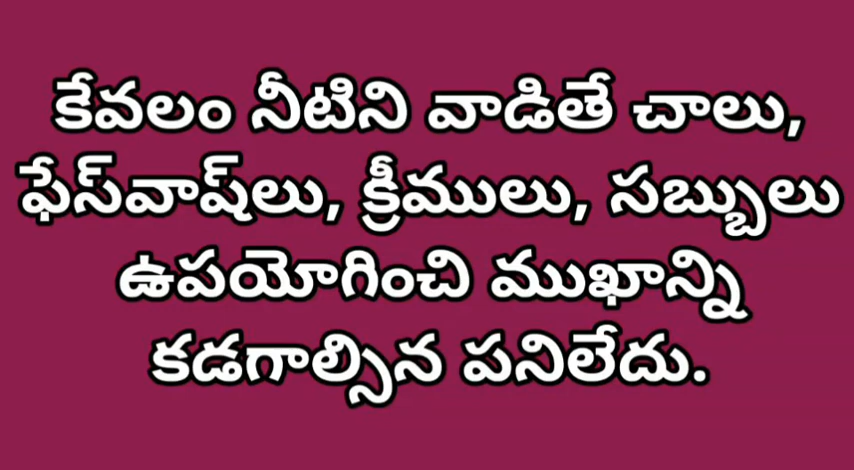 కేవలం నీటిని వాడితే చాలు,
ఫేస్‌వాష్‌లు, క్రీములు, సబ్బులు
ఉపయోగించి ముఖాన్ని
కడగాల్సిన పనిలేదు.